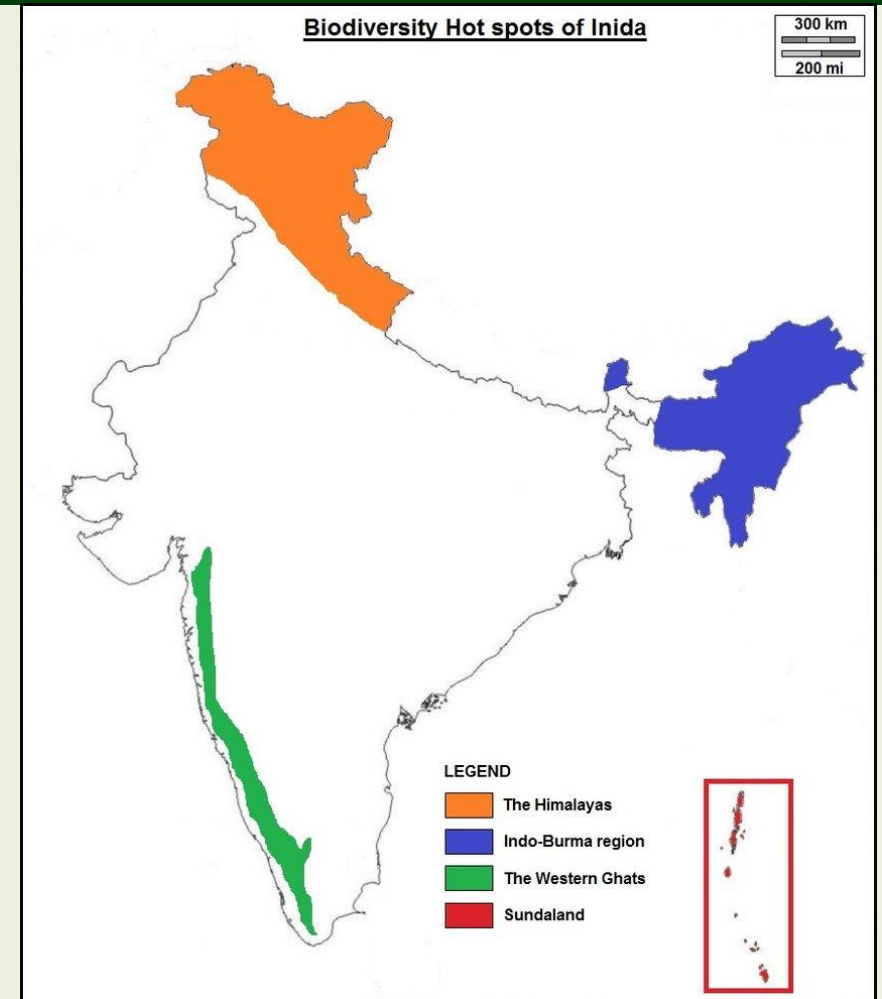 Biodiversity Hot spots of Inida
300 km
200 mi
LEGEND
The Himalayas
Indo-Burma region
The Western Ghats
Sundaland